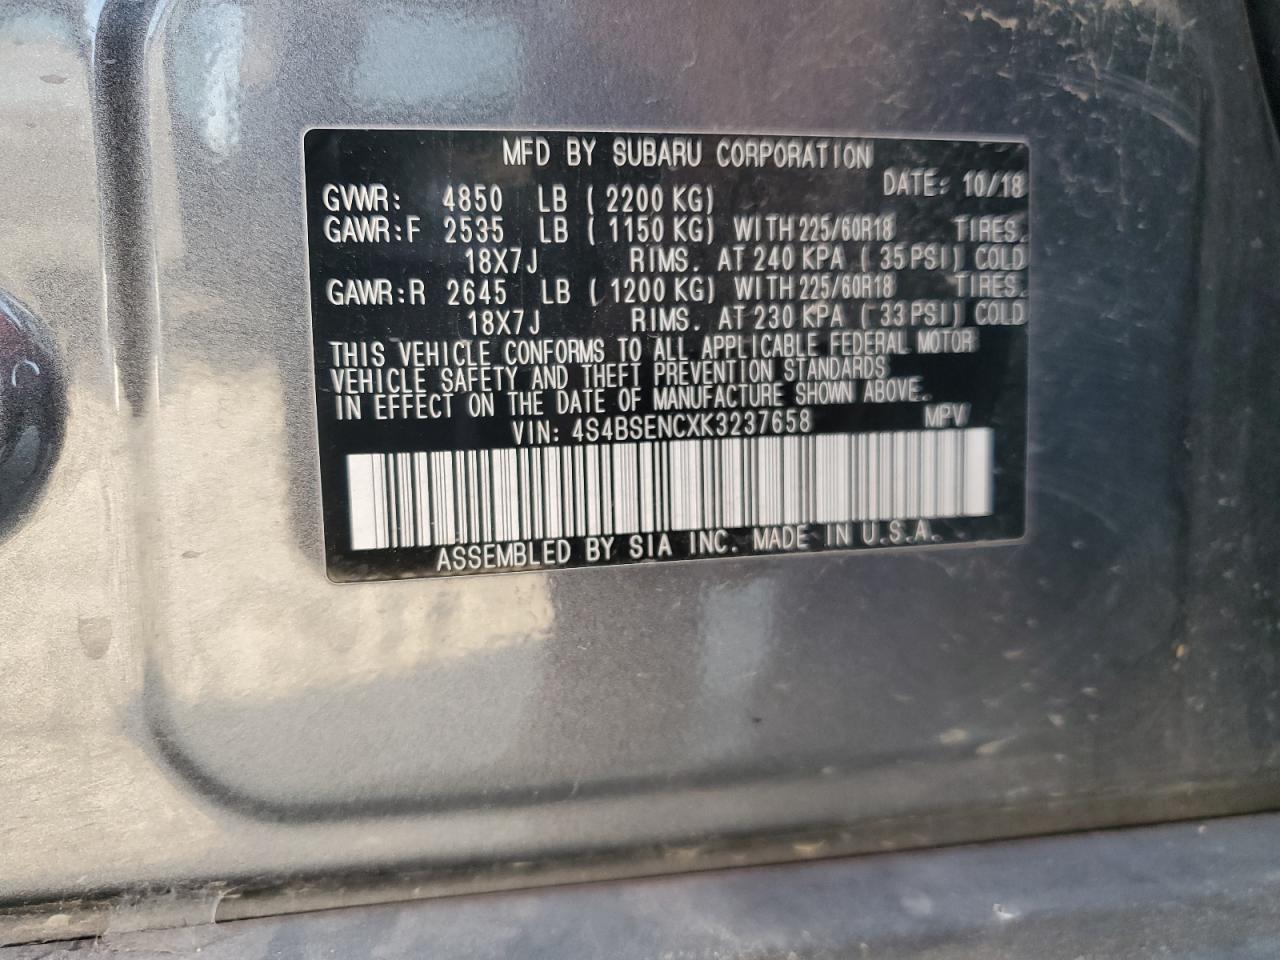 MFD BY SUBARU CORPORATION
DATE: 10/18
GVWR: 4850 LB ( 2200 KG)
GAWR:F 2535 LB ( 1150 KG) WITH 225/60R18 TIRES.
18X7J RIMS. AT 240 KPA ( 35 PSI) COLD
GAWR:R 2645 LB ( 1200 KG) WITH 225/60R18 TIRES.
18X7J RIMS. AT 230 KPA ( 33 PSI) COLD
THIS VEHICLE CONFORMS TO ALL APPLICABLE FEDERAL MOTOR
VEHICLE SAFETY AND THEFT PREVENTION STANDARDS
IN EFFECT ON THE DATE OF MANUFACTURE SHOWN ABOVE.
VIN: 4S4BSENCXK3237658 MPV
ASSEMBLED BY SIA INC. MADE IN U.S.A.